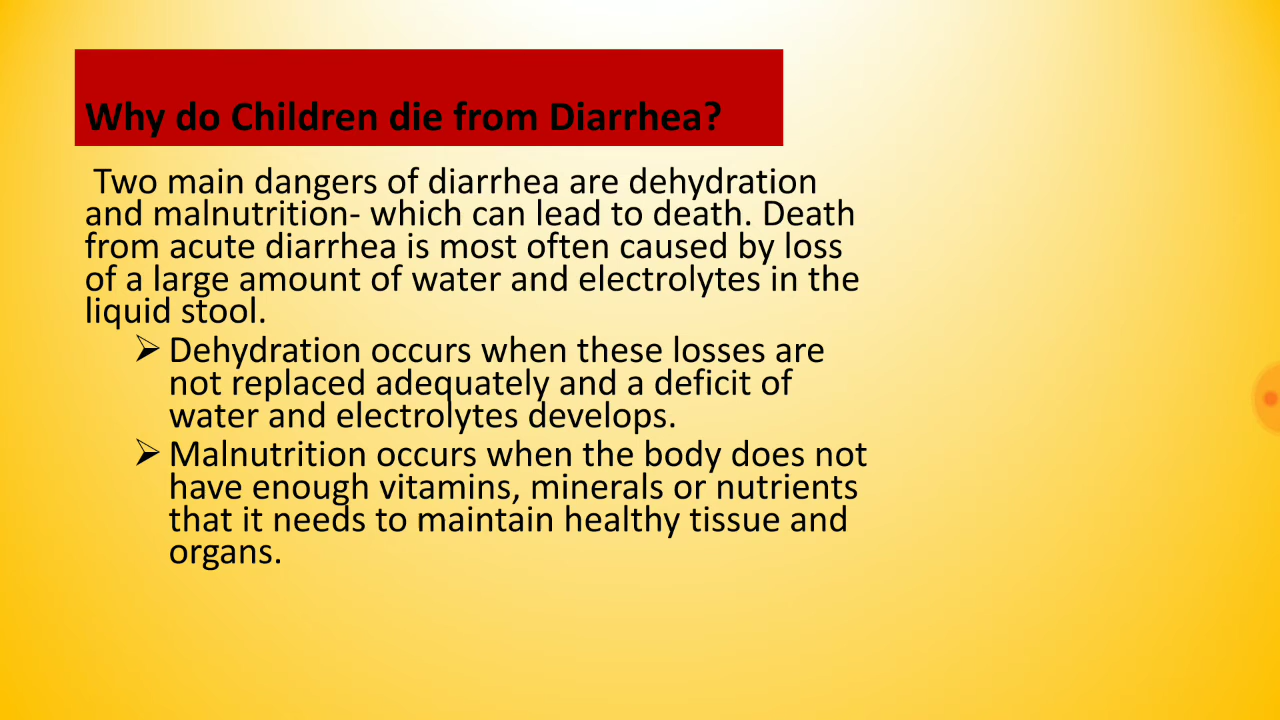 Why do Children die from Diarrhea?
Two main dangers of diarrhea are dehydration
and malnutrition- which can lead to death. Death
from acute diarrhea is most often caused by loss
of a large amount of water and electrolytes in the
liquid stool.
➢ Dehydration occurs when these losses are
not replaced adequately and a deficit of
water and electrolytes develops.
➢ Malnutrition occurs when the body does not
have enough vitamins, minerals or nutrients
that it needs to maintain healthy tissue and
organs.